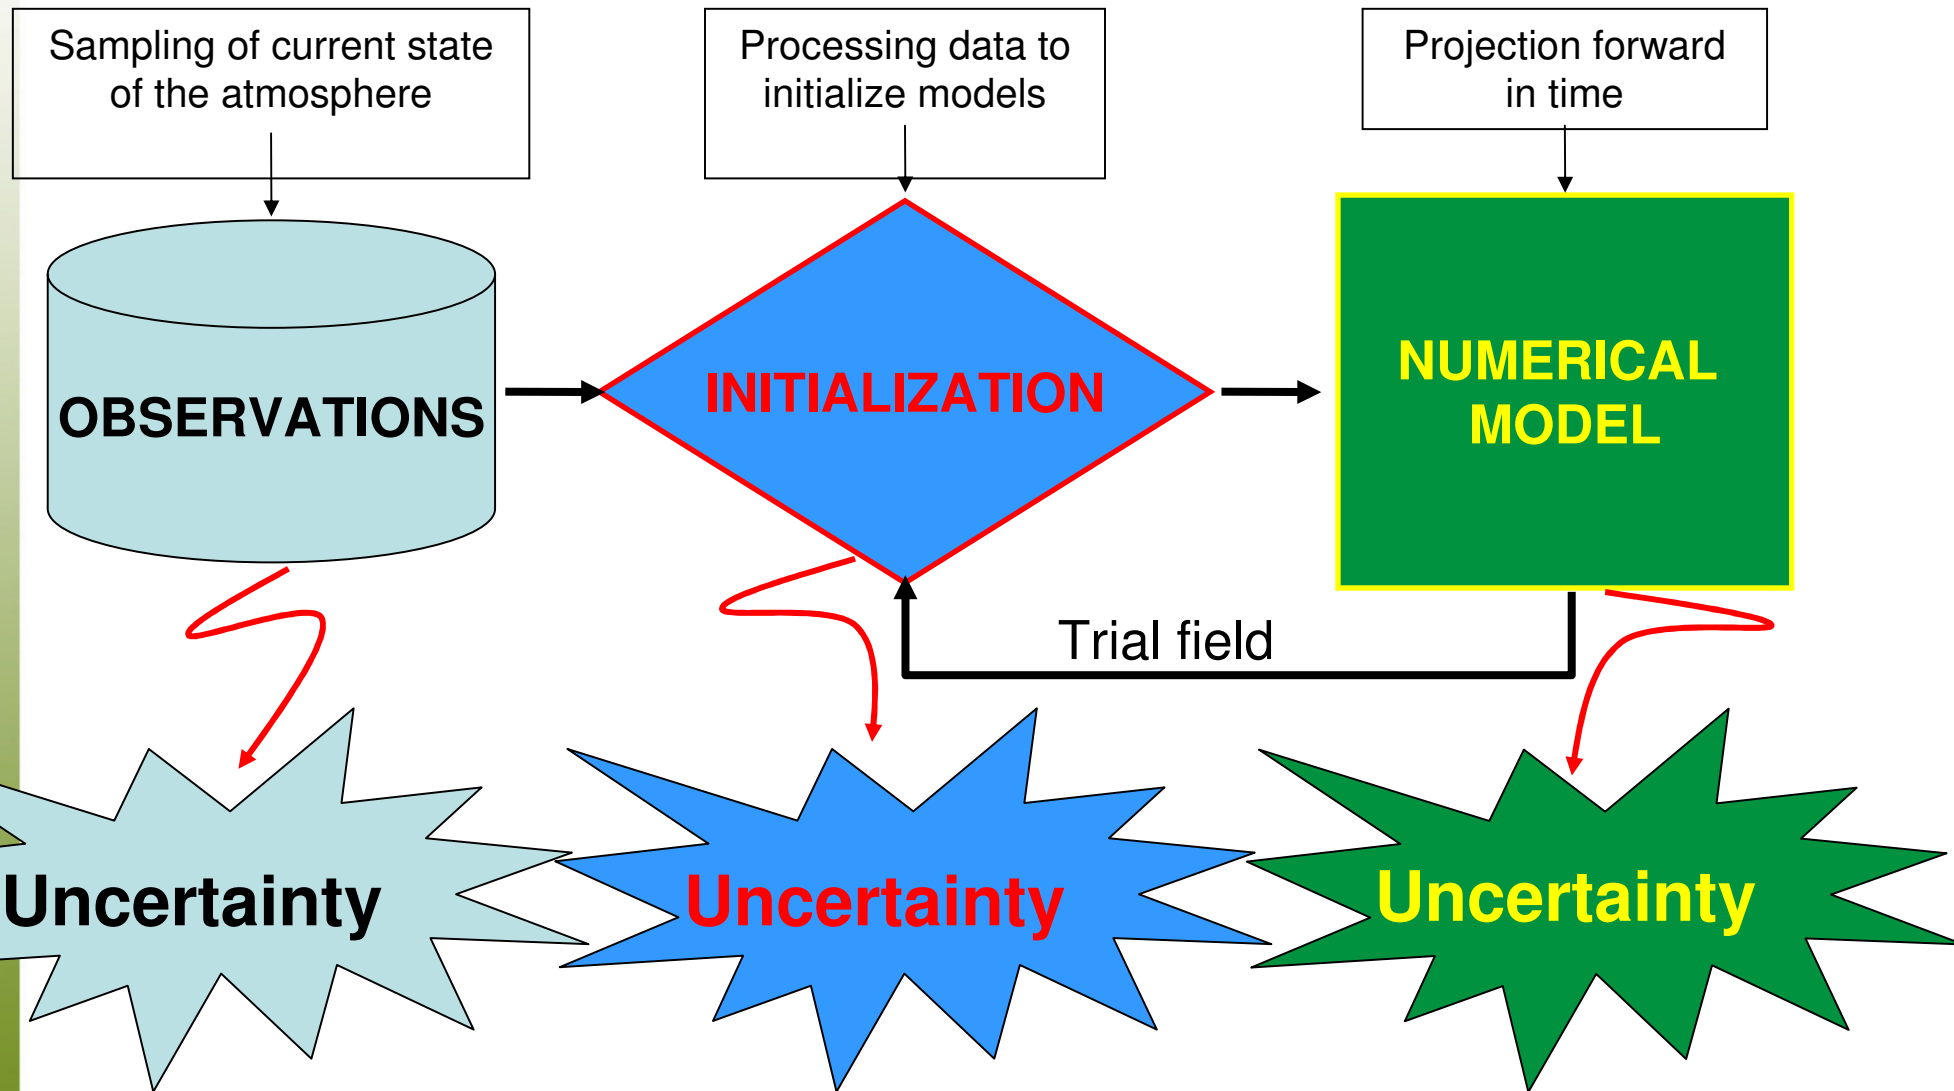 Sampling of current state
of the atmosphere
Processing data to
initialize models
Projection forward
in time
OBSERVATIONS
INITIALIZATION
NUMERICAL
MODEL
Trial field
Uncertainty
Uncertainty
Uncertainty